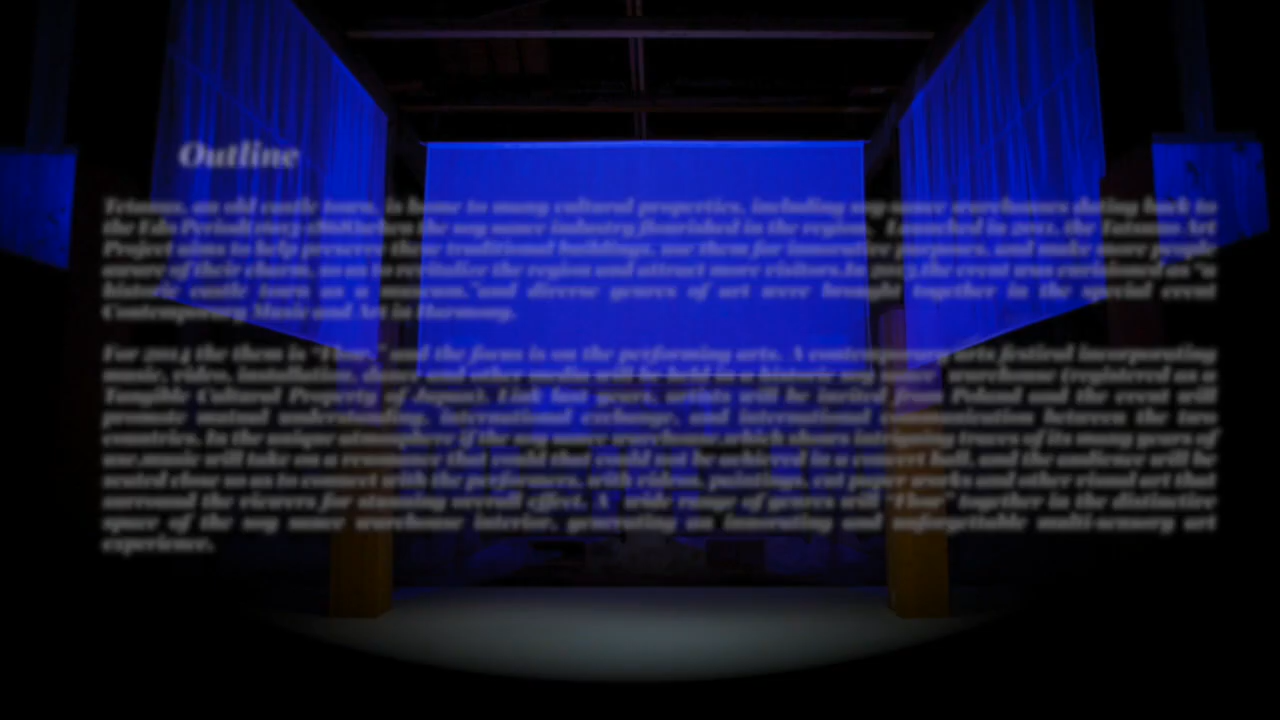 Outline
an old castle town, is home to many cultural properties, including soy sauce warehouses dating back to
the Edo Period when the soy sauce industry flourished in the region. Launched in the Tatsuno Art
Project aims to help preserve these traditional buildings, use them for innovative purposes, and make more people
aware of their charm, so as to revitalize the region and attract more visitors.In the event was envisioned as "a
historic castle town as a museum,"and diverse genres of art were brought together in the special event
Contemporary Music and Art in Harmony.
For 2014 the them is "Flow," and the focus is on the performing arts. A contemporary arts festival incorporating
music, video, installation, dance and other media will be held in a historic soy sauce warehouse (registered as a
Tangible Cultural Property of Japan). Link last years, artists will be invited from Poland and the event will
promote mutual understanding, international exchange, and international communication between the two
countries. In the unique atmosphere if the soy sauce warehouse,which shows intriguing traces of its many years of
use,music will take on a resonance that could that could not be achieved in a concert hall, and the audience will be
seated close so as to connect with the performers, with videos, paintings, cut paper works and other visual art that
surround the viewers for stunning overall effect. A wide range of genres will "Flow" together in the distinctive
space of the soy sauce warehouse interior, generating an innovating and unforgettable multi-sensory art
experience.